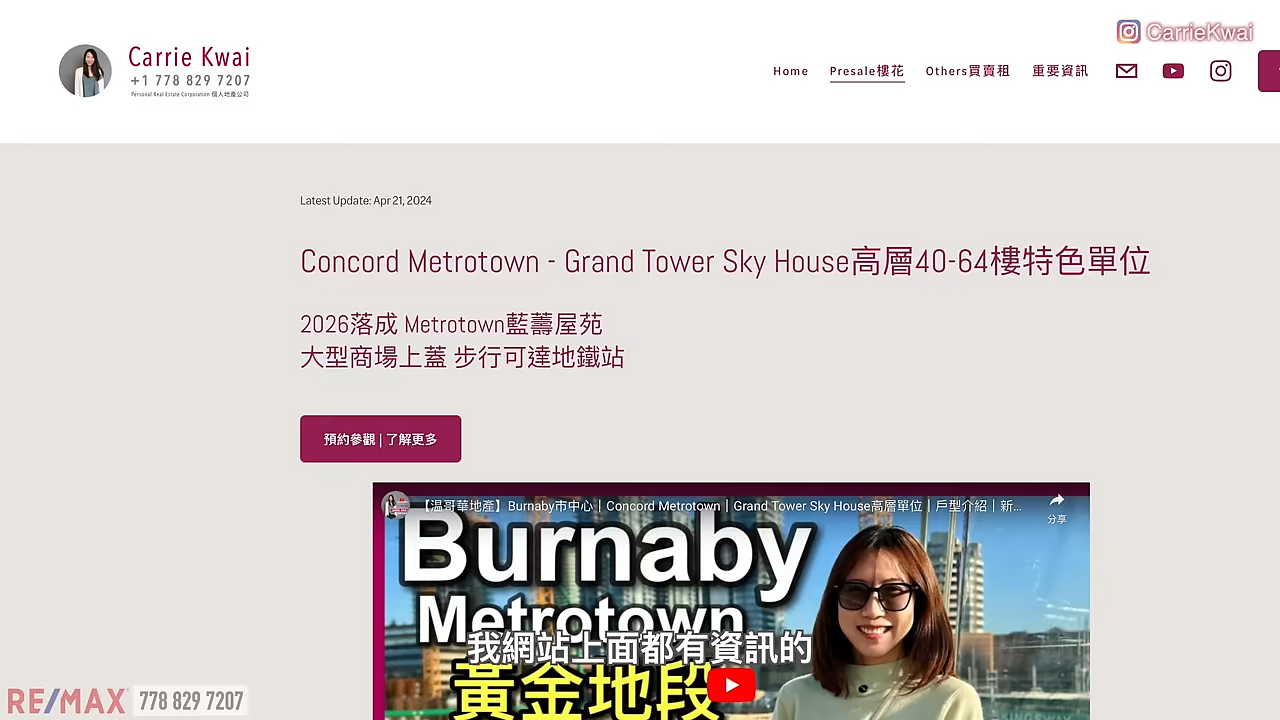 CarrieKwai
Carrie Kwai
+1 778 829 7207
Personal Real Estate Corporation 個人地產公司
Home Presale樓花 Others買賣租 重要資訊
Latest Update: Apr 21, 2024
Concord Metrotown - Grand Tower Sky House高層40-64樓特色單位
2026落成 Metrotown藍籌屋苑
大型商場上蓋 步行可達地鐵站
預約參觀 | 了解更多
【温哥華地產】Burnaby市中心｜Concord Metrotown｜Grand Tower Sky House高層單位｜戶型介紹｜新...
分享
Burnaby
Metrotown
我網站上面都有資訊的
黃金地段
KINGSWAY
RE/MAX 778 829 7207